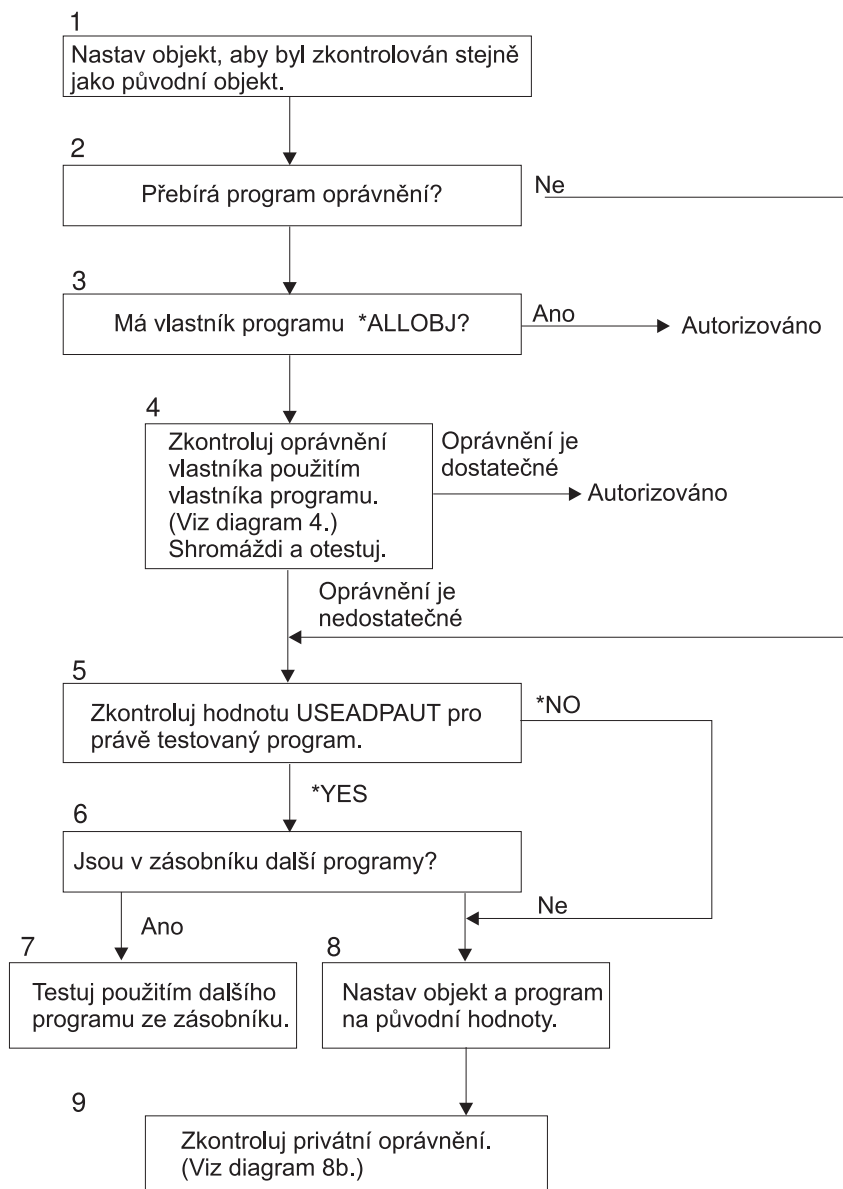 1
Nastav objekt, aby byl zkontrolován stejně
jako původní objekt.
2
Přebírá program oprávnění?
Ne
3
Má vlastník programu *ALLOBJ?
Ano
Autorizováno
4
Zkontroluj oprávnění
vlastníka použitím
vlastníka programu.
(Viz diagram 4.)
Shromáždi a otestuj.
Oprávnění je
dostatečné
Autorizováno
Oprávnění je
nedostatečné
5
Zkontroluj hodnotu USEADPAUT pro
právě testovaný program.
*NO
*YES
6
Jsou v zásobníku další programy?
Ano
Ne
7
Testuj použitím dalšího
programu ze zásobníku.
8
Nastav objekt a program
na původní hodnoty.
9
Zkontroluj privátní oprávnění.
(Viz diagram 8b.)